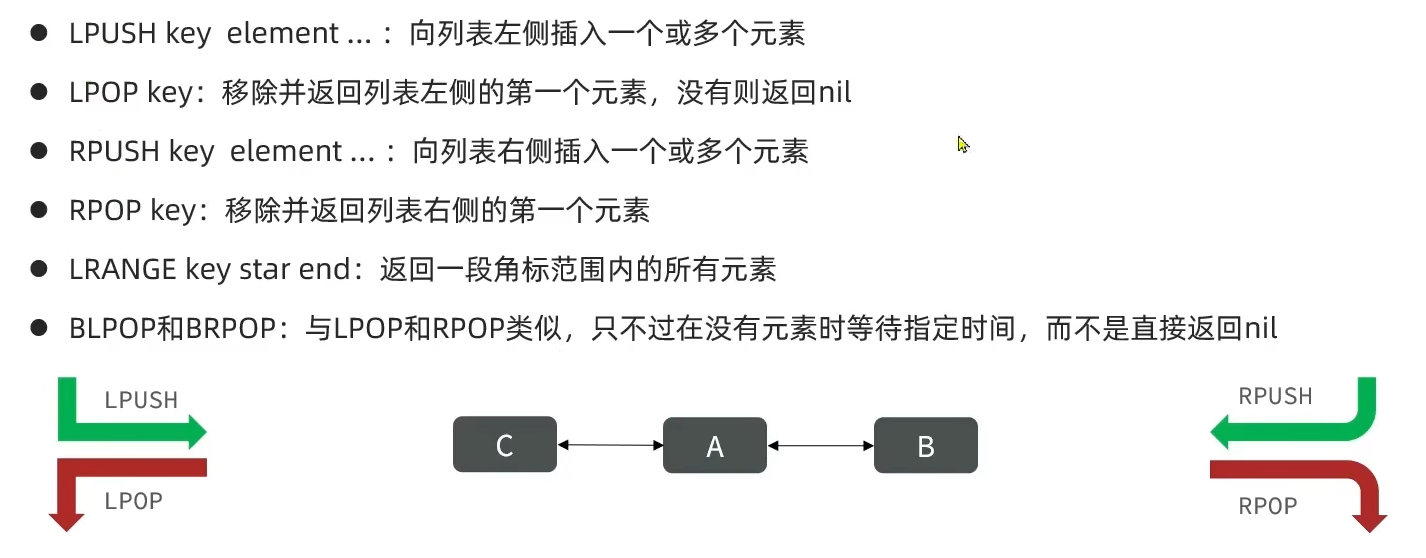 ● LPUSH key  element ... ：向列表左侧插入一个或多个元素
● LPOP key：移除并返回列表左侧的第一个元素，没有则返回nil
● RPUSH key  element ... ：向列表右侧插入一个或多个元素
● RPOP key：移除并返回列表右侧的第一个元素
● LRANGE key star end：返回一段角标范围内的所有元素
● BLPOP和BRPOP：与LPOP和RPOP类似，只不过在没有元素时等待指定时间，而不是直接返回nil
LPUSH
RPUSH
C
A
B
LPOP
RPOP